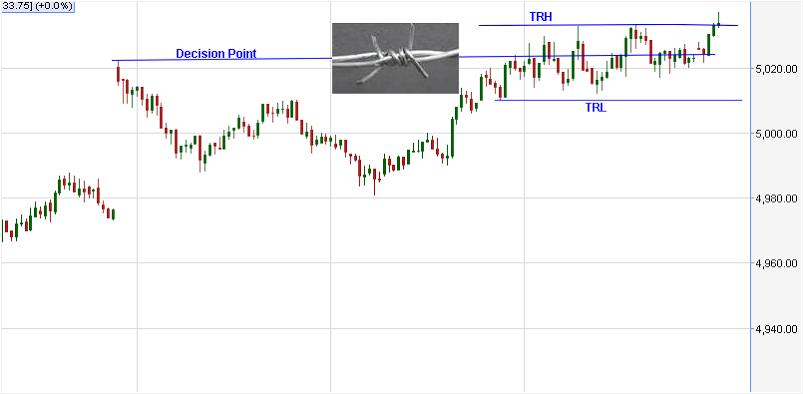 33.75] (+0.0%)
TRH
Decision Point
5,020.00
TRL
5,000.00
4,980.00
4,960.00
4,940.00